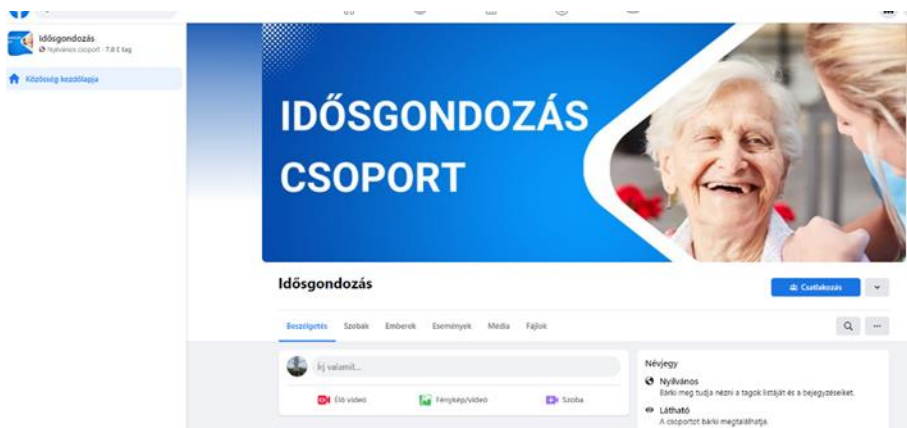 Idősgondozás
Nyilvános csoport · 7.8 E tag
Közösség kezdőlapja
IDŐSGONDOZÁS
CSOPORT
Idősgondozás
Csatlakozás
Beszélgetés Szobák Emberek Események Média Fájlok
Írj valamit...
Élő videó Fénykép/videó Szoba
Névjegy
Nyilvános
Bárki meg tudja nézni a tagok listáját és a bejegyzéseiket.
Látható
A csoportot bárki megtalálhatja.